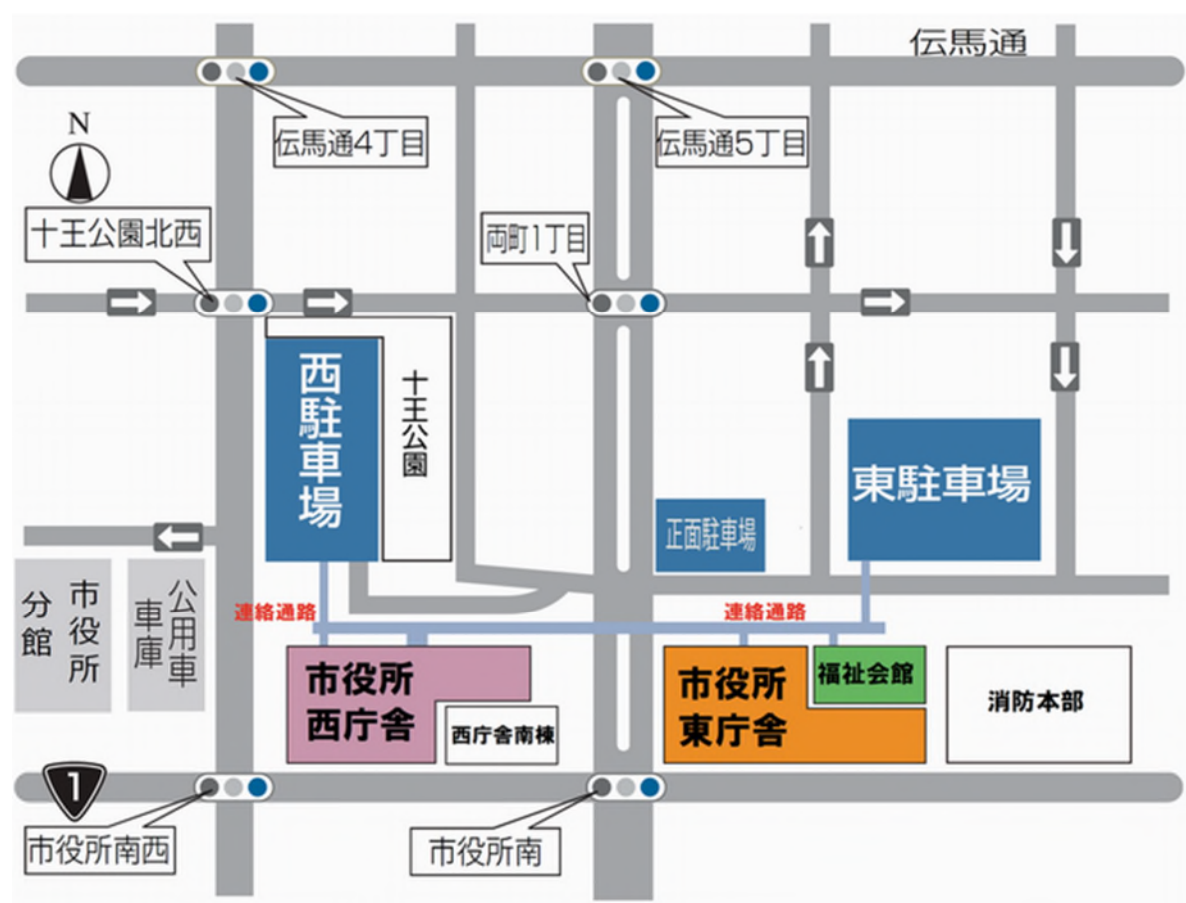 伝馬通
伝馬通4丁目
伝馬通5丁目
N
十王公園北西
両町1丁目
西駐車場
十王公園
東駐車場
正面駐車場
市役所
分館
公用車
車庫
連絡通路
連絡通路
市役所
西庁舎
西庁舎南棟
市役所
東庁舎
福祉会館
消防本部
1
市役所南西
市役所南